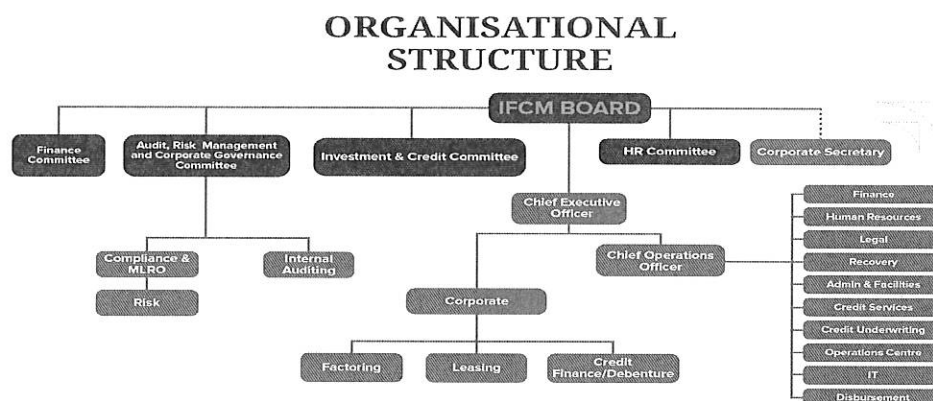 ORGANISATIONAL
STRUCTURE
IFCM BOARD
Finance
Committee
Audit, Risk Management
and Corporate Governance
Committee
Investment & Credit Committee
HR Committee
Corporate Secretary
Chief Executive
Officer
Compliance &
MLRO
Internal
Auditing
Risk
Chief Operations
Officer
Corporate
Factoring
Leasing
Credit
Finance/Debenture
Finance
Human Resources
Legal
Recovery
Admin & Facilities
Credit Services
Credit Underwriting
Operations Centre
IT
Disbursement